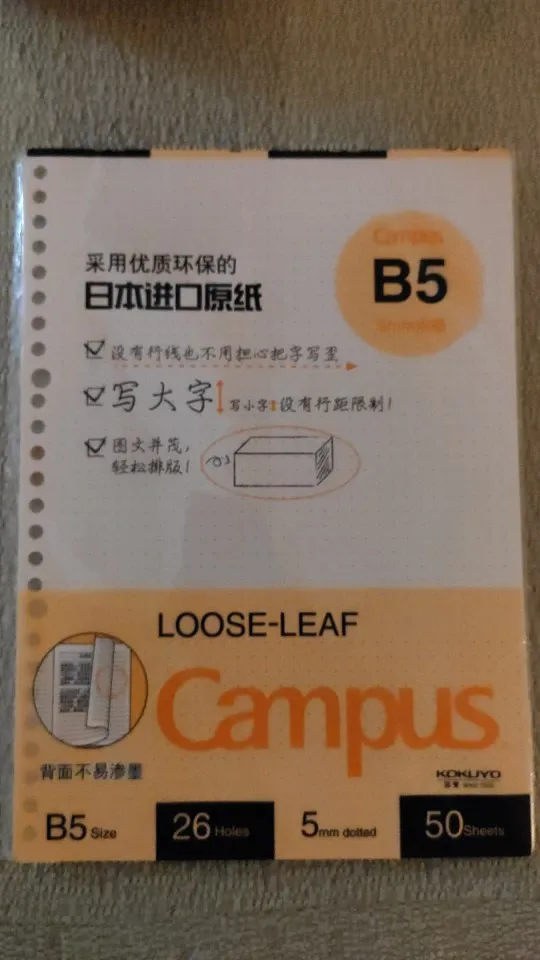 采用优质环保的
日本进口原纸
Campus
B5
没有行线也不用担心把字写歪
写大字 写小字 没有行距限制!
图文并茂,
轻松排版!
LOOSE-LEAF
Campus
背面不易渗墨
KOKUYO
B5 Size
26 Holes
5mm dotted
50 Sheets